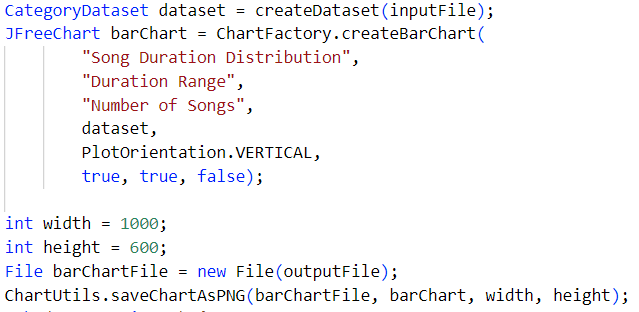 CategoryDataset dataset = createDataset(inputFile);
JFreeChart barChart = ChartFactory.createBarChart(
"Song Duration Distribution",
"Duration Range",
"Number of Songs",
dataset,
PlotOrientation.VERTICAL,
true, true, false);
int width = 1000;
int height = 600;
File barChartFile = new File(outputFile);
ChartUtils.saveChartAsPNG(barChartFile, barChart, width, height);